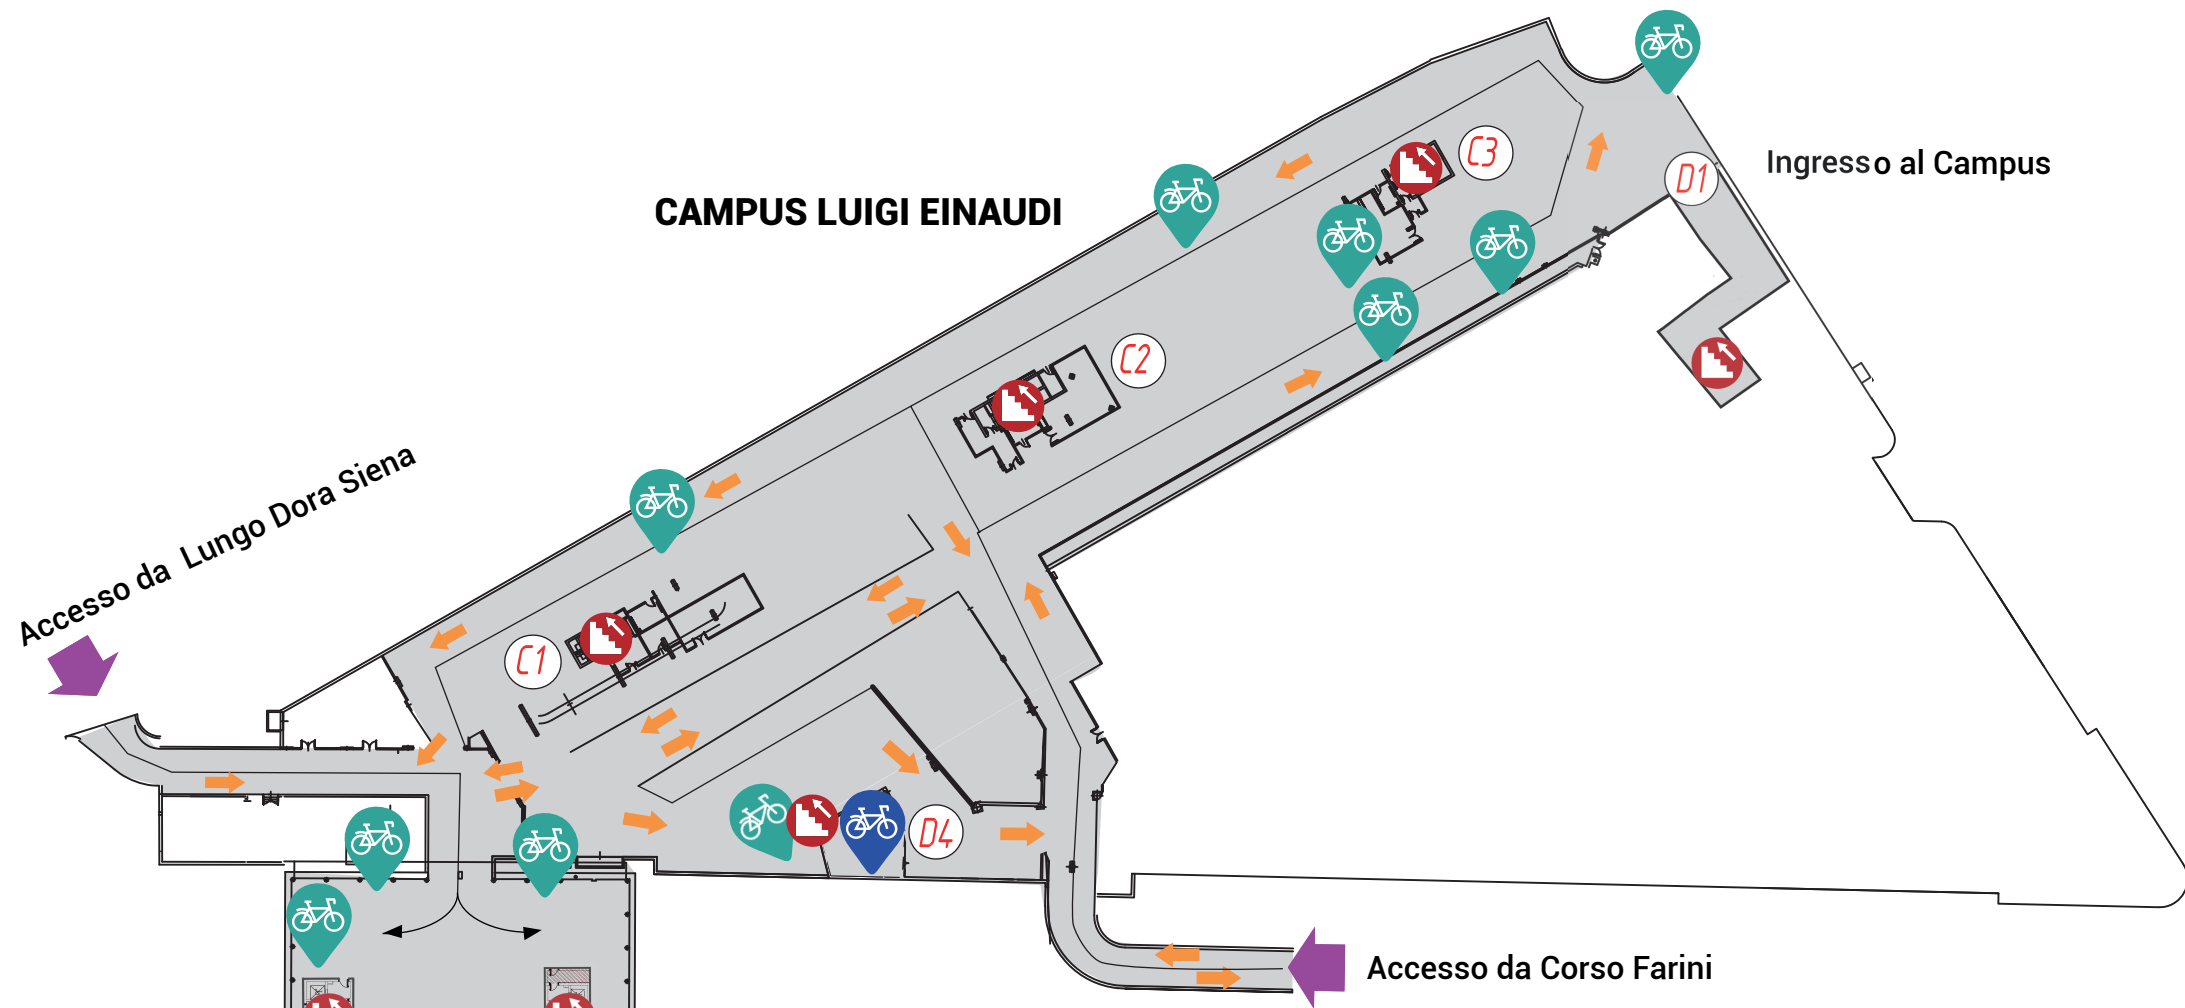 C3
Ingresso al Campus
D1
CAMPUS LUIGI EINAUDI
C2
Accesso da Lungo Dora Siena
C1
D4
Accesso da Corso Farini